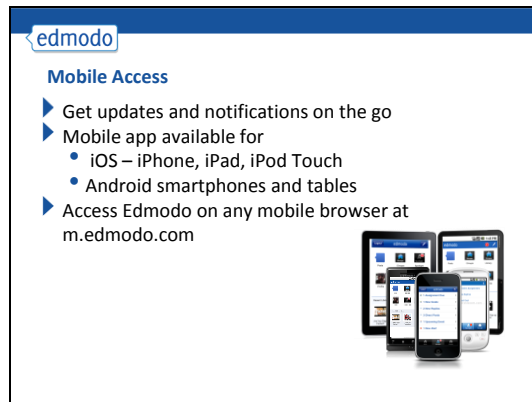 edmodo
Mobile Access
Get updates and notifications on the go
Mobile app available for
• iOS – iPhone, iPad, iPod Touch
• Android smartphones and tables
Access Edmodo on any mobile browser at
m.edmodo.com